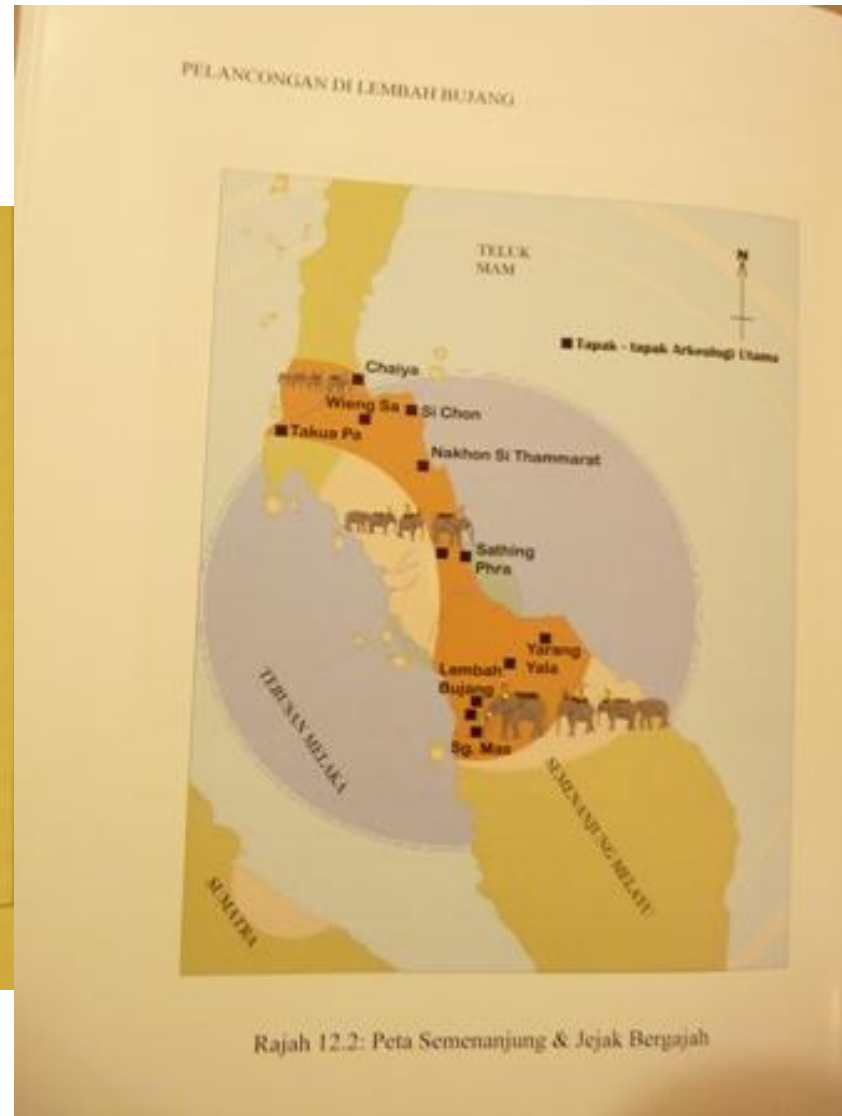 PELANCONGAN DI LEMBAH BUJANG
TELUK
SIAM
N
Tapak - tapak Arkeologi Utama
Chaiya
Wieng Sa
Si Chon
Takua Pa
Nakhon Si Thammarat
Sathing
Phra
Yarang
Yala
Lembah
Bujang
Sg. Mas
TERUSAN MELAKA
SEMENANJUNG MELAYU
SUMATRA
Rajah 12.2: Peta Semenanjung & Jejak Bergajah